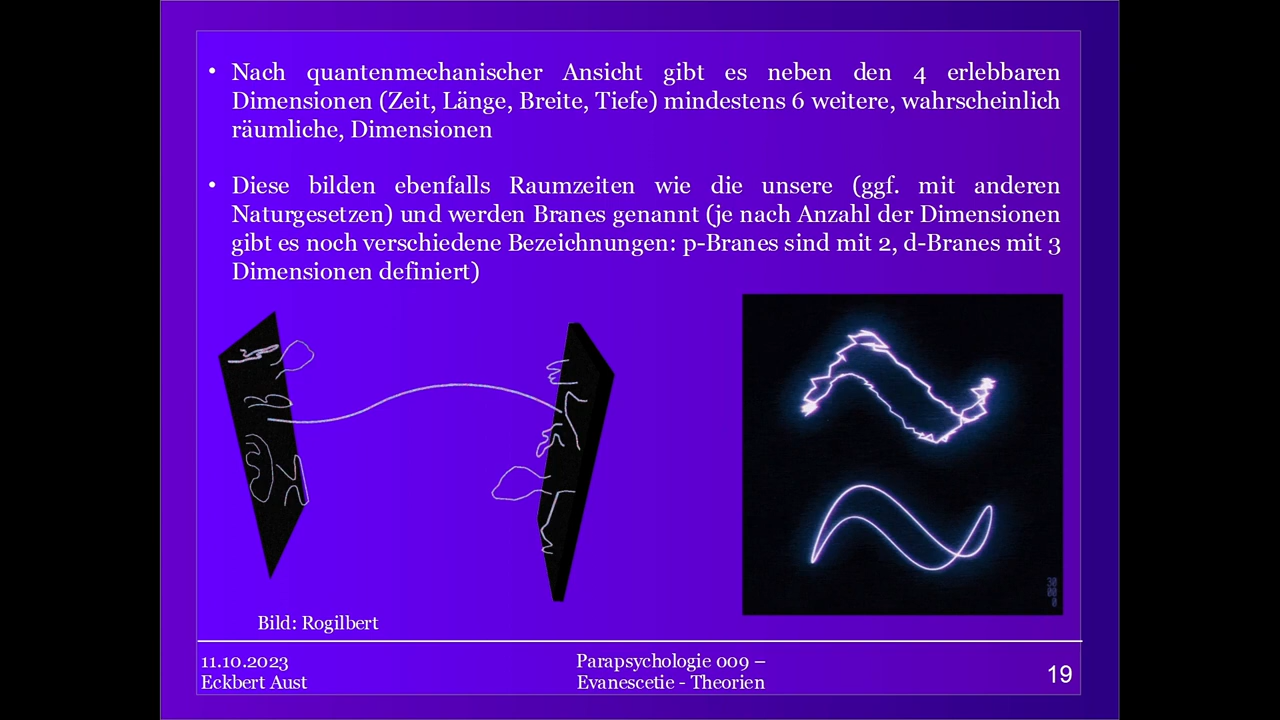 • Nach quantenmechanischer Ansicht gibt es neben den 4 erlebbaren
Dimensionen (Zeit, Länge, Breite, Tiefe) mindestens 6 weitere, wahrscheinlich
räumliche, Dimensionen
• Diese bilden ebenfalls Raumzeiten wie die unsere (ggf. mit anderen
Naturgesetzen) und werden Branes genannt (je nach Anzahl der Dimensionen
gibt es noch verschiedene Bezeichnungen: p-Branes sind mit 2, d-Branes mit 3
Dimensionen definiert)
Bild: Rogilbert
11.10.2023
Eckbert Aust
Parapsychologie 009 –
Evanescetie - Theorien
19